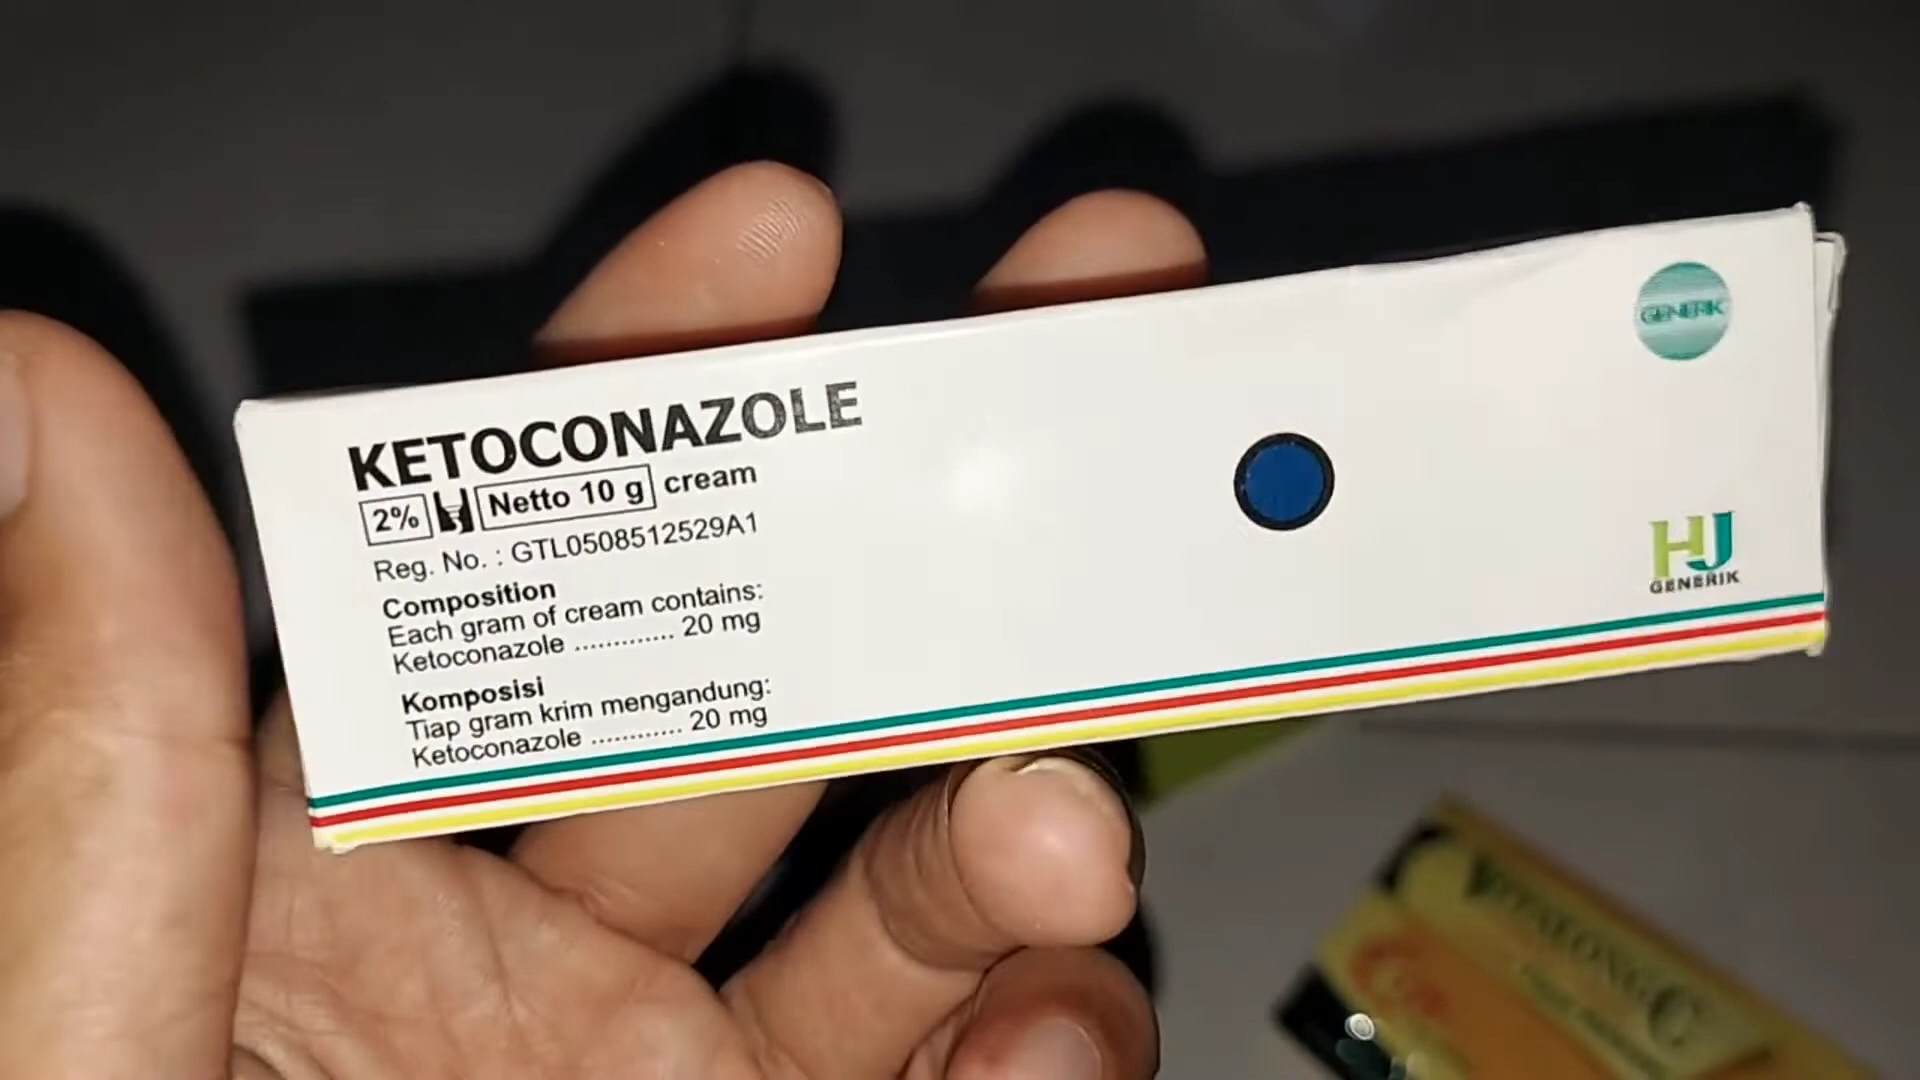 KETOCONAZOLE
2% Netto 10 g cream
Reg. No. : GTL0508512529A1
Composition
Each gram of cream contains:
Ketoconazole ............ 20 mg
Komposisi
Tiap gram krim mengandung:
Ketoconazole ............ 20 mg
GENERIK
HJ
GENERIK
VITALONG C